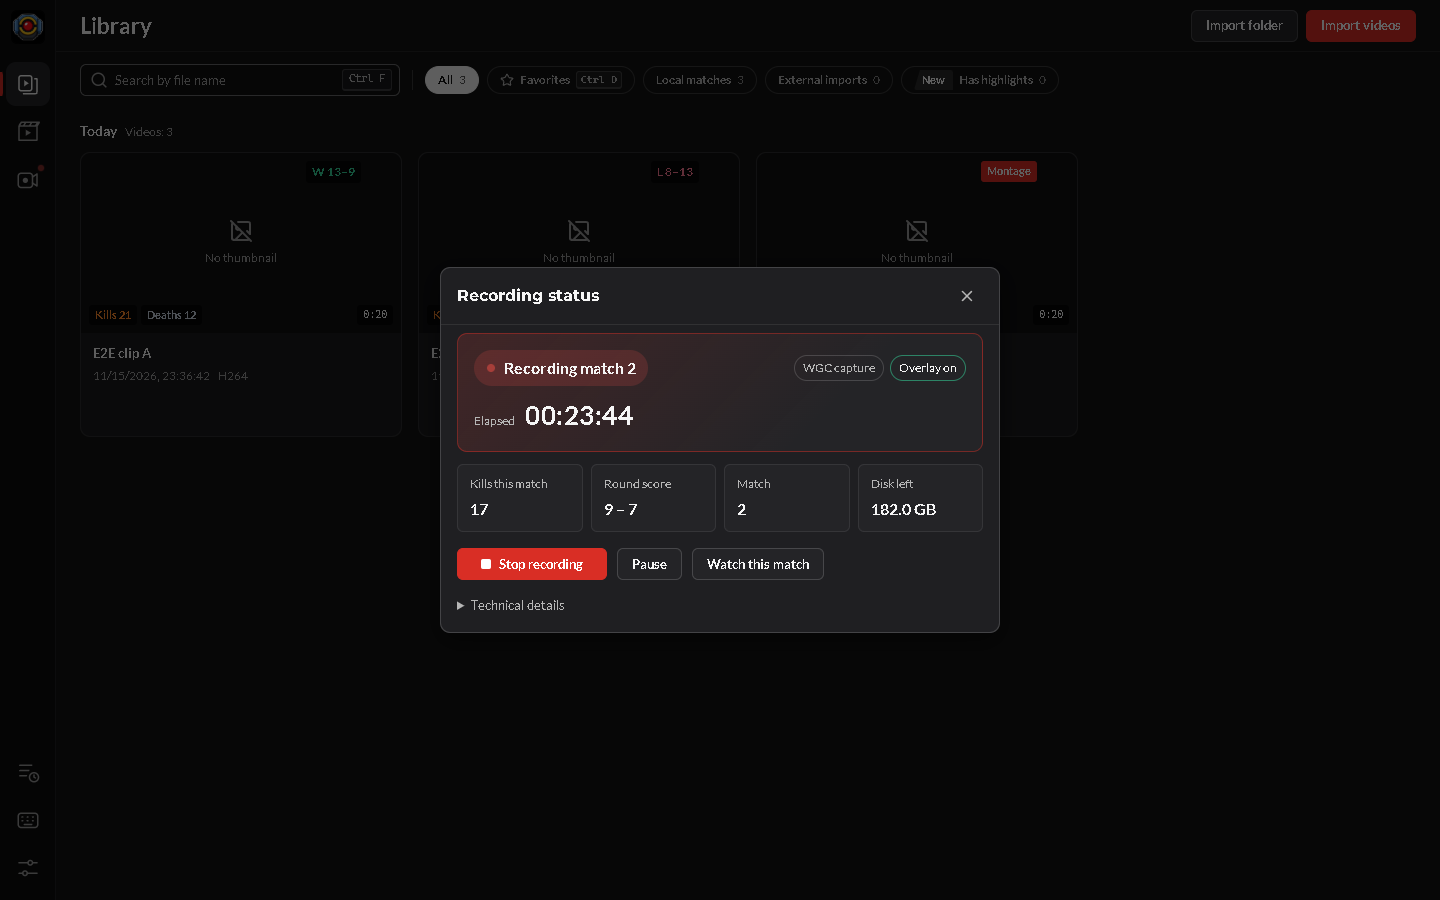 Library
Import folder
Import videos
Search by file name
Ctrl F
All 3
Favorites Ctrl D
Local matches 3
External imports 0
New Has highlights 0
Today Videos: 3
W 13–9
L 8–13
Montage
No thumbnail
No thumbnail
No thumbnail
Kills 21
Deaths 12
0:20
0:20
E2E clip A
11/15/2026, 23:36:42 · H264
Recording status
Recording match 2
WGC capture
Overlay on
Elapsed 00:23:44
Kills this match
17
Round score
9 – 7
Match
2
Disk left
182.0 GB
Stop recording
Pause
Watch this match
Technical details